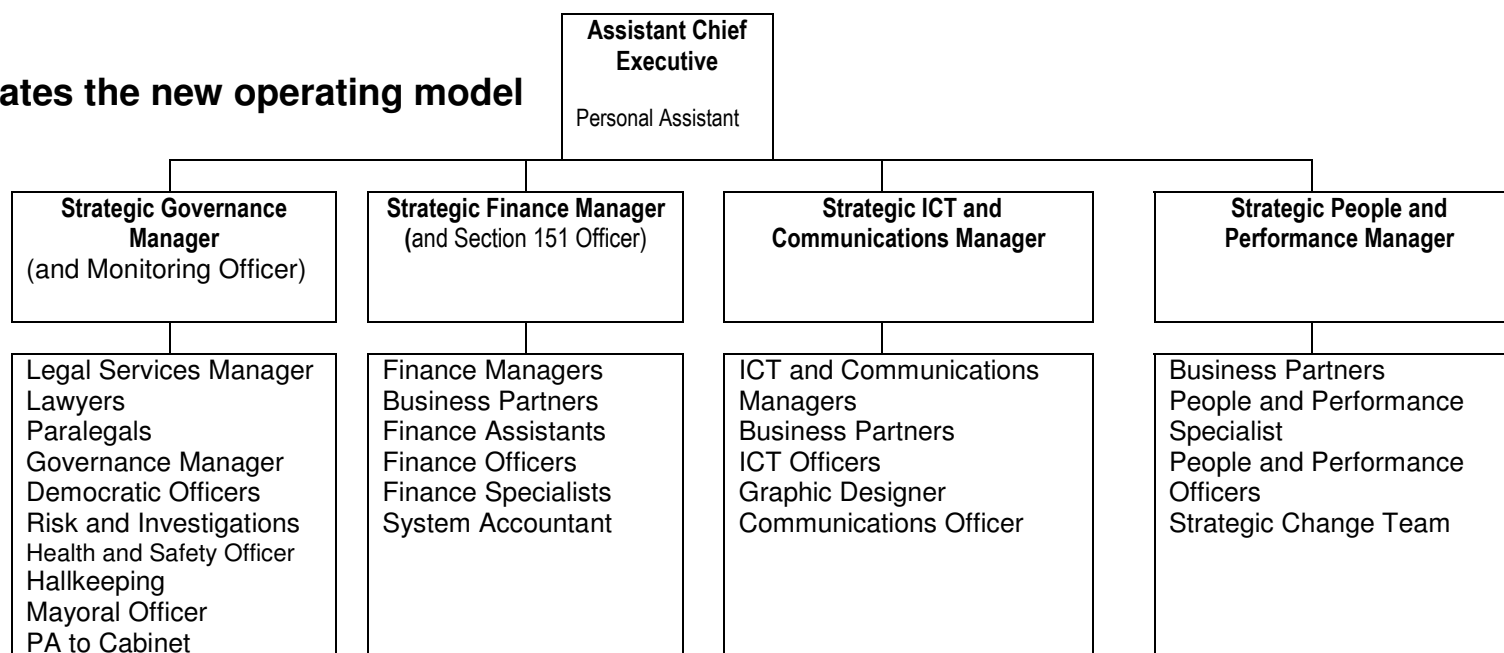 ates the new operating model
Assistant Chief
Executive
Personal Assistant
Strategic Governance
Manager
(and Monitoring Officer)
Strategic Finance Manager
(and Section 151 Officer)
Strategic ICT and
Communications Manager
Strategic People and
Performance Manager
Legal Services Manager
Lawyers
Paralegals
Governance Manager
Democratic Officers
Risk and Investigations
Health and Safety Officer
Hallkeeping
Mayoral Officer
PA to Cabinet
Finance Managers
Business Partners
Finance Assistants
Finance Officers
Finance Specialists
System Accountant
ICT and Communications
Managers
Business Partners
ICT Officers
Graphic Designer
Communications Officer
Business Partners
People and Performance
Specialist
People and Performance
Officers
Strategic Change Team